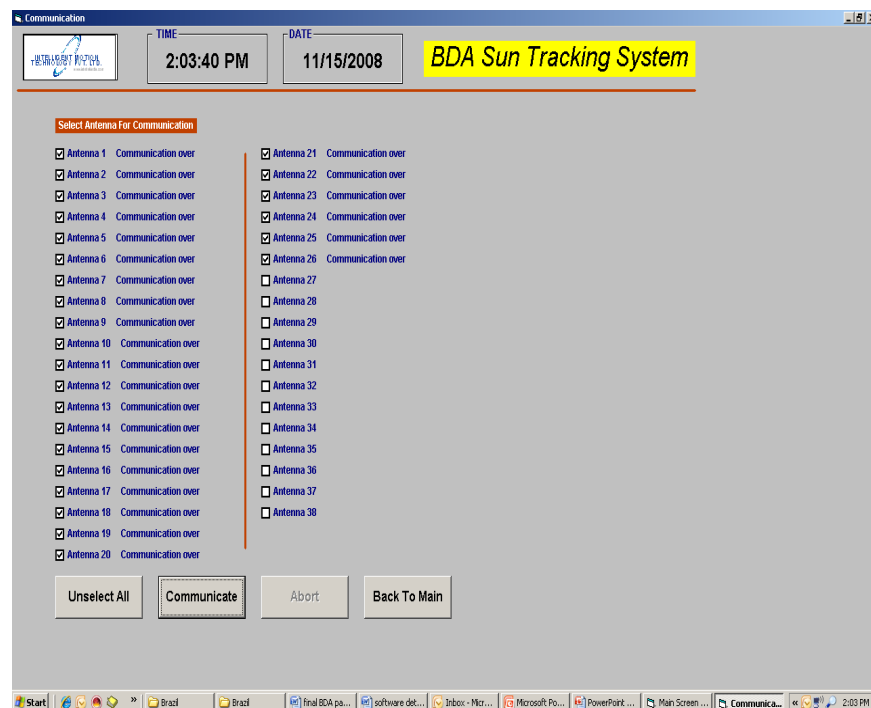 Communication
INTELLIGENT MOTION
TECHNOLOGY PVT. LTD.
TIME
2:03:40 PM
DATE
11/15/2008
BDA Sun Tracking System
Select Antenna For Communication
Antenna 1 Communication over
Antenna 2 Communication over
Antenna 3 Communication over
Antenna 4 Communication over
Antenna 5 Communication over
Antenna 6 Communication over
Antenna 7 Communication over
Antenna 8 Communication over
Antenna 9 Communication over
Antenna 10 Communication over
Antenna 11 Communication over
Antenna 12 Communication over
Antenna 13 Communication over
Antenna 14 Communication over
Antenna 15 Communication over
Antenna 16 Communication over
Antenna 17 Communication over
Antenna 18 Communication over
Antenna 19 Communication over
Antenna 20 Communication over
Antenna 21 Communication over
Antenna 22 Communication over
Antenna 23 Communication over
Antenna 24 Communication over
Antenna 25 Communication over
Antenna 26 Communication over
Antenna 27
Antenna 28
Antenna 29
Antenna 30
Antenna 31
Antenna 32
Antenna 33
Antenna 34
Antenna 35
Antenna 36
Antenna 37
Antenna 38
Unselect All
Communicate
Abort
Back To Main
Start » Brazil Brazil final BDA pa... software det... Inbox - Micr... Microsoft Po... PowerPoint ... Main Screen ... Communica... « 2:03 PM